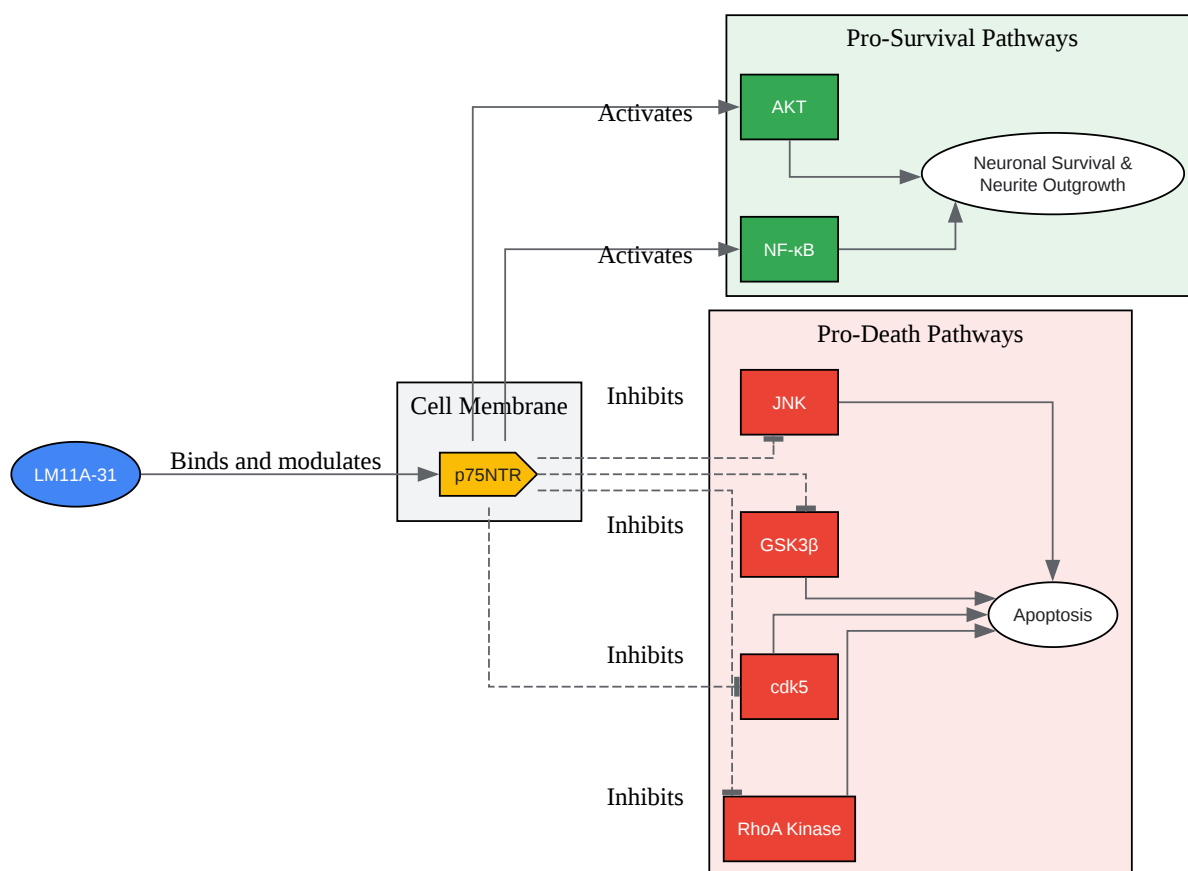 Pro-Survival Pathways
Activates
AKT
Neuronal Survival &
Neurite Outgrowth
Activates
NF-κB
Pro-Death Pathways
Inhibits
JNK
Cell Membrane
LM11A-31
Binds and modulates
p75NTR
Inhibits
GSK3β
Apoptosis
Inhibits
cdk5
Inhibits
RhoA Kinase